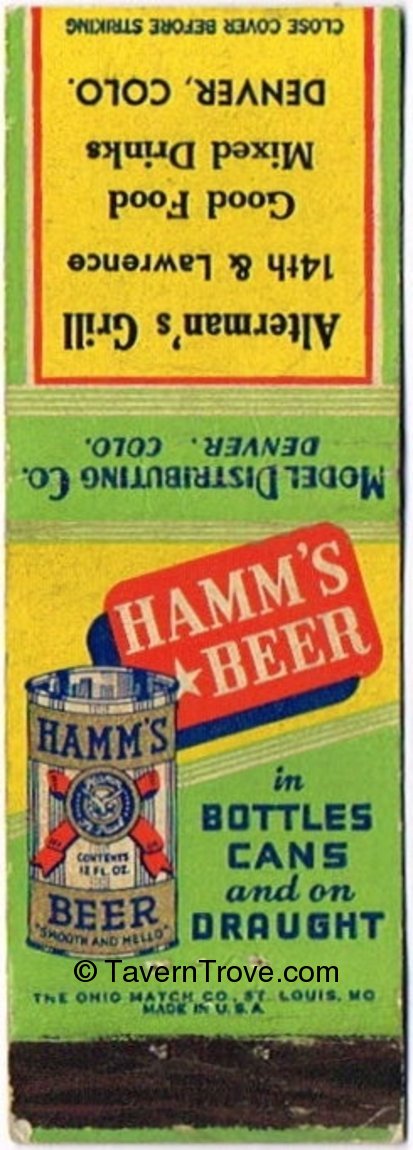 CLOSE COVER BEFORE STRIKING
DENVER, COLO.
Mixed Drinks
Good Food
14th & Lawrence
Alterman's Grill
MODEL DISTRIBUTING CO.
DENVER. COLO.
HAMM'S
BEER
HAMM'S
CONTENTS
12 FL. OZ.
BEER
"SMOOTH AND MELLOW"
in
BOTTLES
CANS
and on
DRAUGHT
© TavernTrove.com
THE OHIO MATCH CO., ST. LOUIS, MO
MADE IN U.S.A.